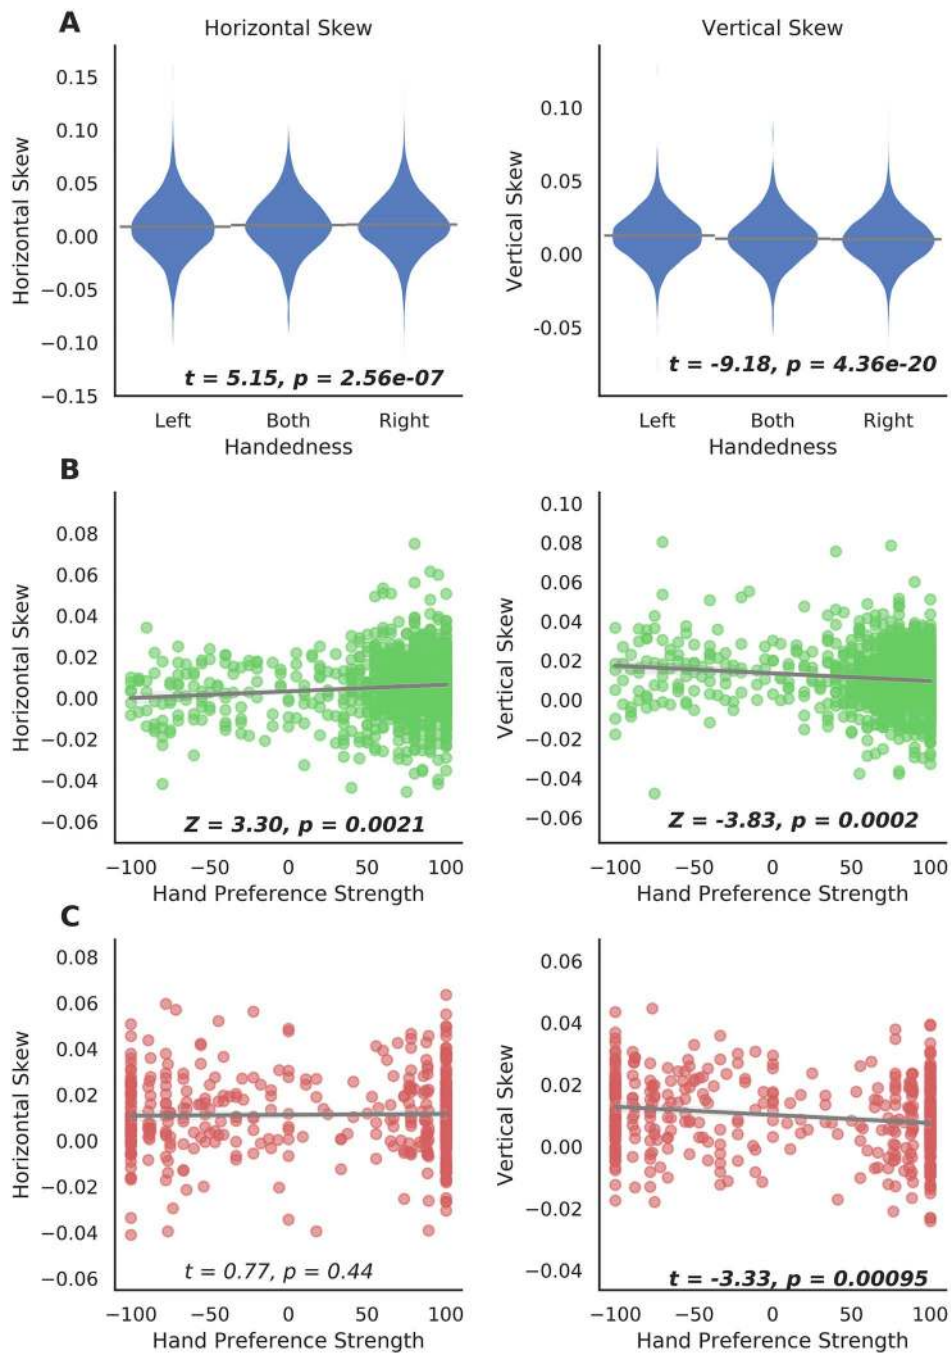 A
Horizontal Skew
Vertical Skew
Horizontal Skew
0.15
0.10
0.05
0.00
−0.05
−0.10
−0.15
t = 5.15, p = 2.56e-07
Left Both Right
Handedness
Vertical Skew
0.10
0.05
0.00
-0.05
t = -9.18, p = 4.36e-20
Left Both Right
Handedness
B
Horizontal Skew
0.08
0.06
0.04
0.02
0.00
−0.02
−0.04
−0.06
Z = 3.30, p = 0.0021
−100 −50 0 50 100
Hand Preference Strength
Vertical Skew
0.10
0.08
0.06
0.04
0.02
0.00
−0.02
−0.04
−0.06
Z = -3.83, p = 0.0002
−100 −50 0 50 100
Hand Preference Strength
C
Horizontal Skew
0.08
0.06
0.04
0.02
0.00
−0.02
−0.04
−0.06
t = 0.77, p = 0.44
−100 −50 0 50 100
Hand Preference Strength
Vertical Skew
0.06
0.04
0.02
0.00
−0.02
−0.04
t = -3.33, p = 0.00095
−100 −50 0 50 100
Hand Preference Strength